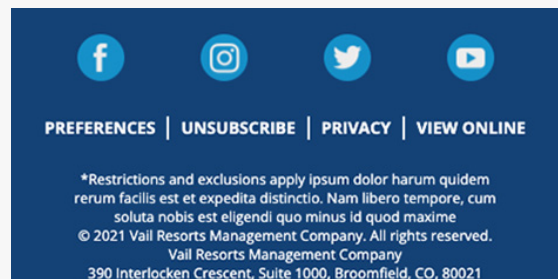 PREFERENCES | UNSUBSCRIBE | PRIVACY | VIEW ONLINE
*Restrictions and exclusions apply ipsum dolor harum quidem
rerum facilis est et expedita distinctio. Nam libero tempore, cum
soluta nobis est eligendi quo minus id quod maxime
© 2021 Vail Resorts Management Company. All rights reserved.
Vail Resorts Management Company
390 Interlocken Crescent, Suite 1000, Broomfield, CO, 80021